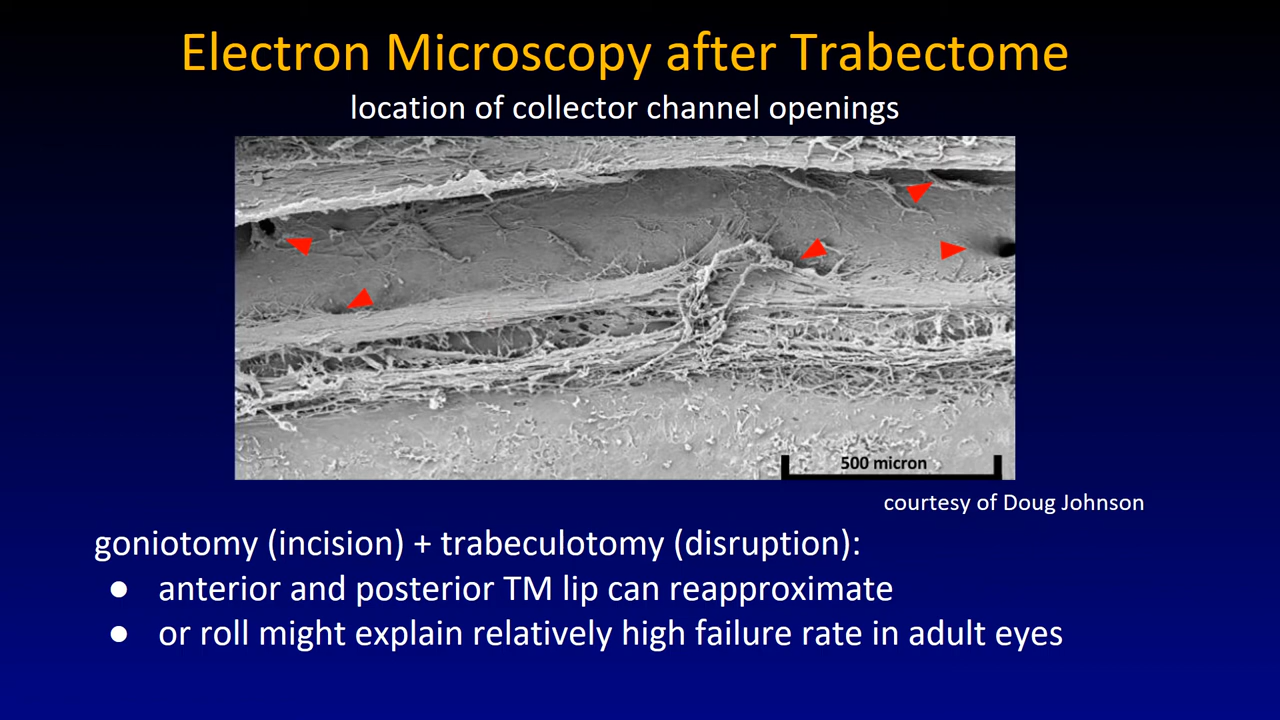 Electron Microscopy after Trabectome
location of collector channel openings
500 micron
courtesy of Doug Johnson
goniotomy (incision) + trabeculotomy (disruption):
● anterior and posterior TM lip can reapproximate
● or roll might explain relatively high failure rate in adult eyes